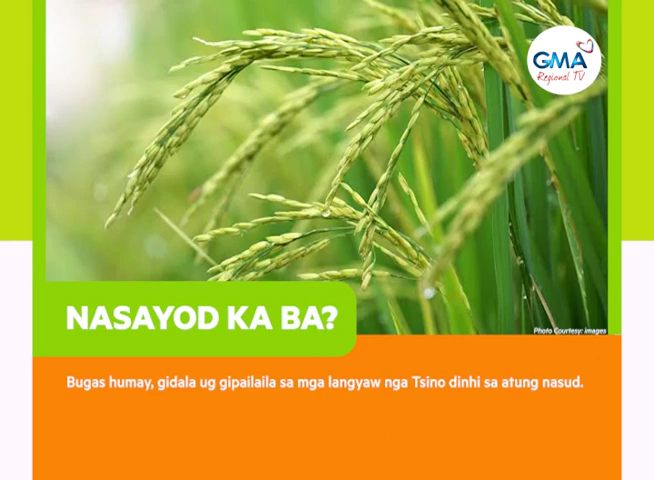 GMA
Regional TV
Photo Courtesy: images
NASAYOD KA BA?
Bugas humay, gidala ug gipailaila sa mga langyaw nga Tsino dinhi sa atung nasud.